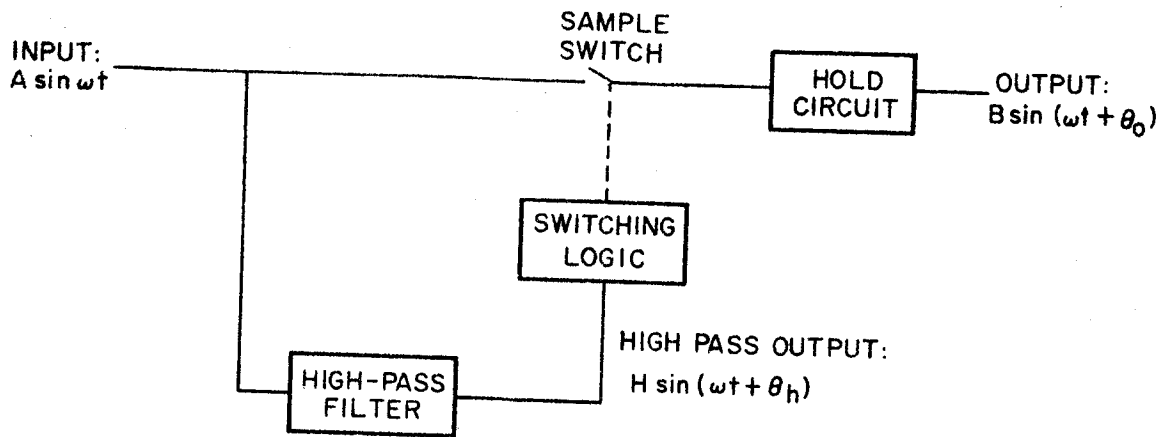 INPUT:
A sin ωt
SAMPLE
SWITCH
HOLD
CIRCUIT
OUTPUT:
B sin (ωt + θo)
SWITCHING
LOGIC
HIGH PASS OUTPUT:
H sin (ωt + θh)
HIGH-PASS
FILTER